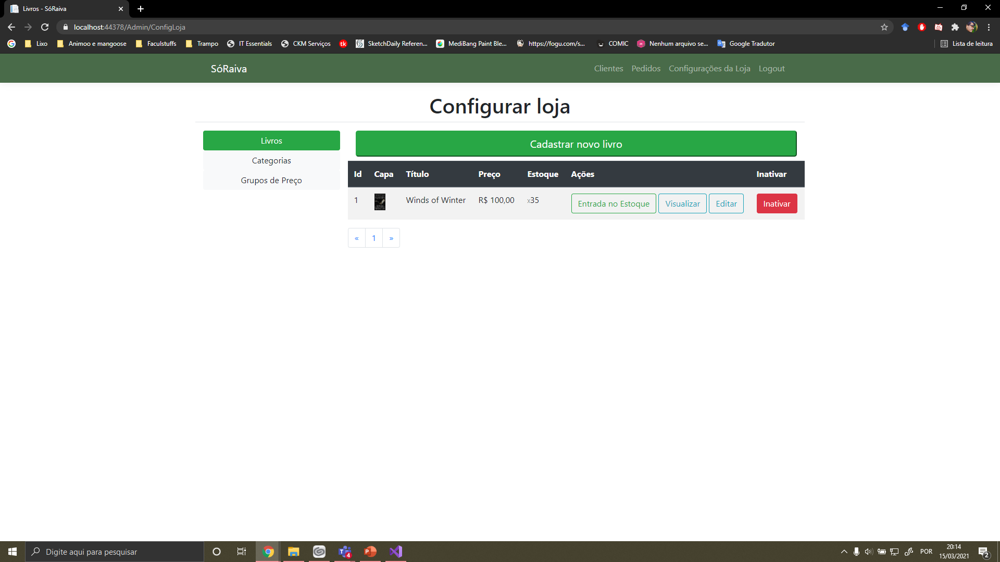 Livros - SóRaiva
localhost:44378/Admin/ConfigLoja
Lixo Animoo e mangoose Faculstuffs Trampo IT Essentials CKM Serviços tk SketchDaily Referen... MediBang Paint Ble... https://fogu.com/s... COMIC Nenhum arquivo se... Google Tradutor Lista de leitura
SóRaiva Clientes Pedidos Configurações da Loja Logout
Configurar loja
Livros
Categorias
Grupos de Preço
Cadastrar novo livro
Id Capa Título Preço Estoque Ações Inativar
1 Winds of Winter R$ 100,00 x35 Entrada no Estoque Visualizar Editar Inativar
« 1 »
Digite aqui para pesquisar
4
POR
20:14
15/03/2021
2